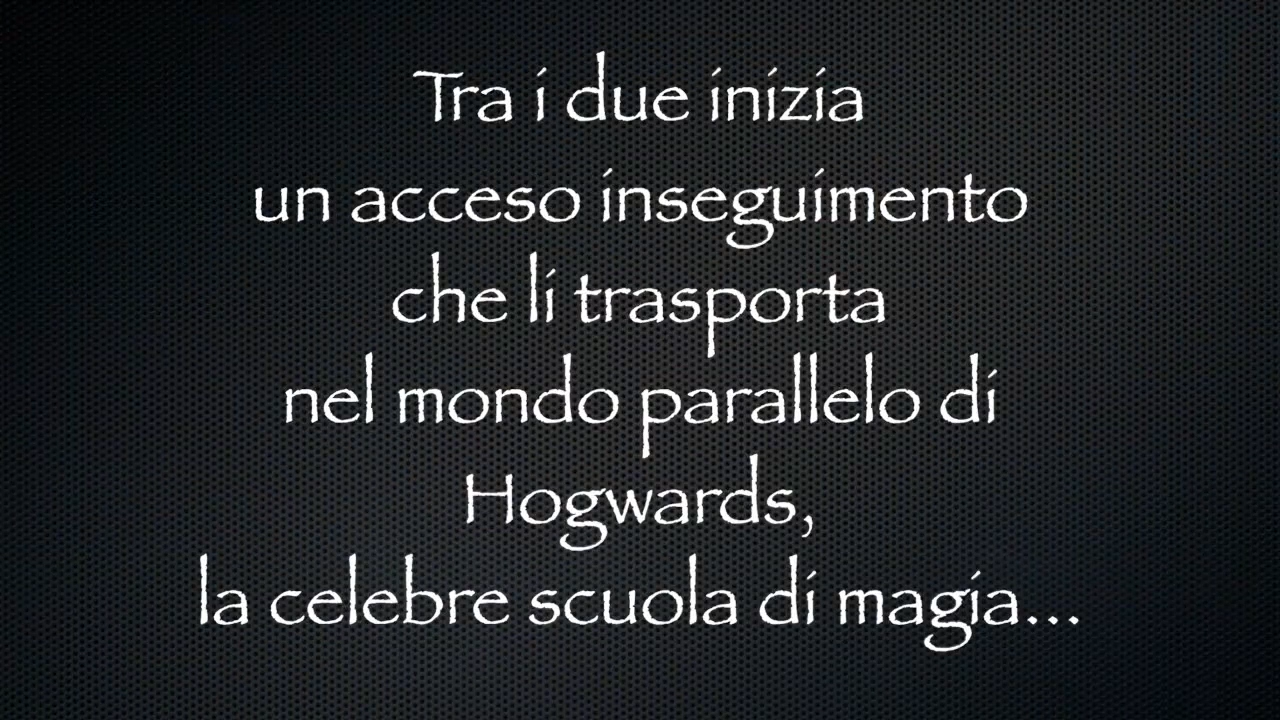 Tra i due inizia
un acceso inseguimento
che li trasporta
nel mondo parallelo di
Hogwards,
la celebre scuola di magia...